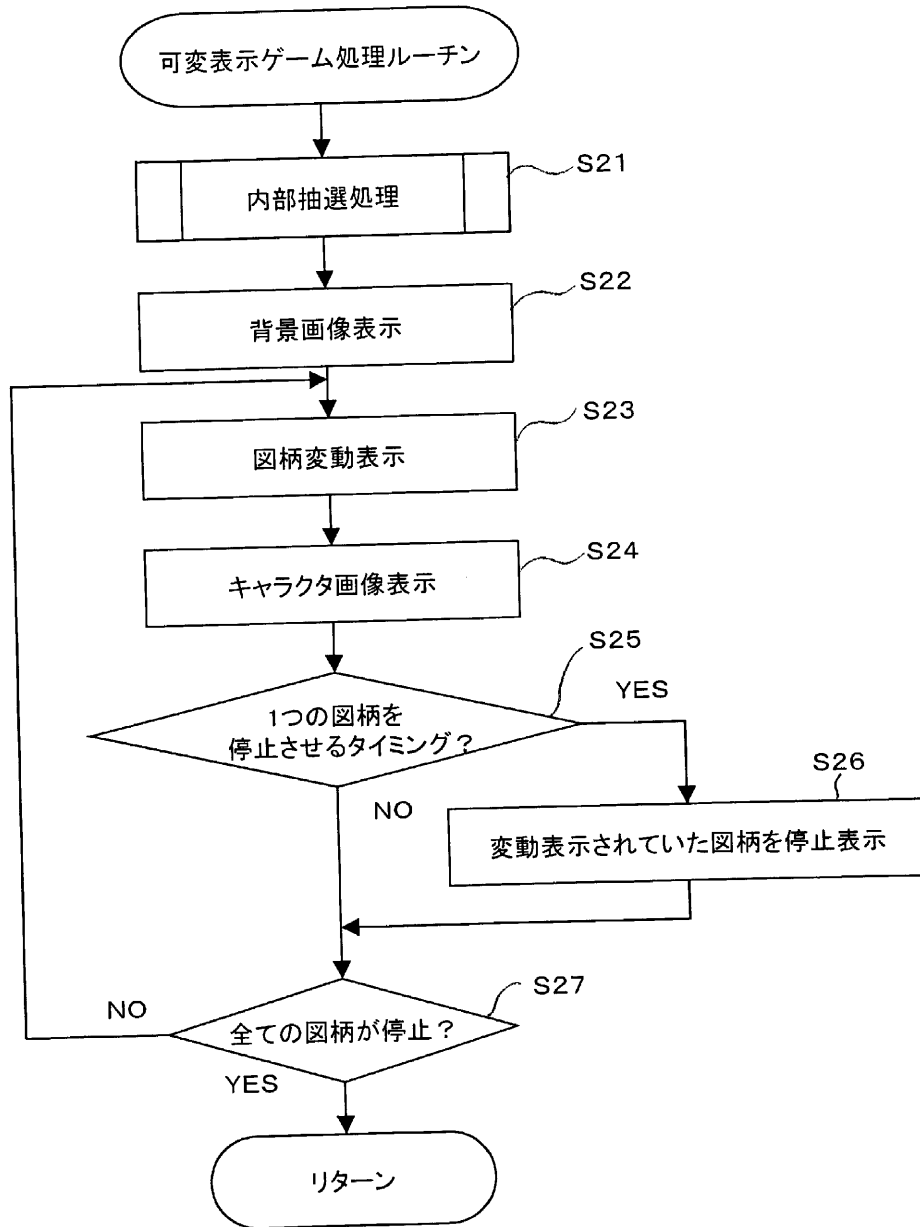 可変表示ゲーム処理ルーチン
S21
内部抽選処理
S22
背景画像表示
S23
図柄変動表示
S24
キャラクタ画像表示
S25
1つの図柄を
停止させるタイミング？
YES
NO
S26
変動表示されていた図柄を停止表示
S27
全ての図柄が停止？
NO
YES
リターン